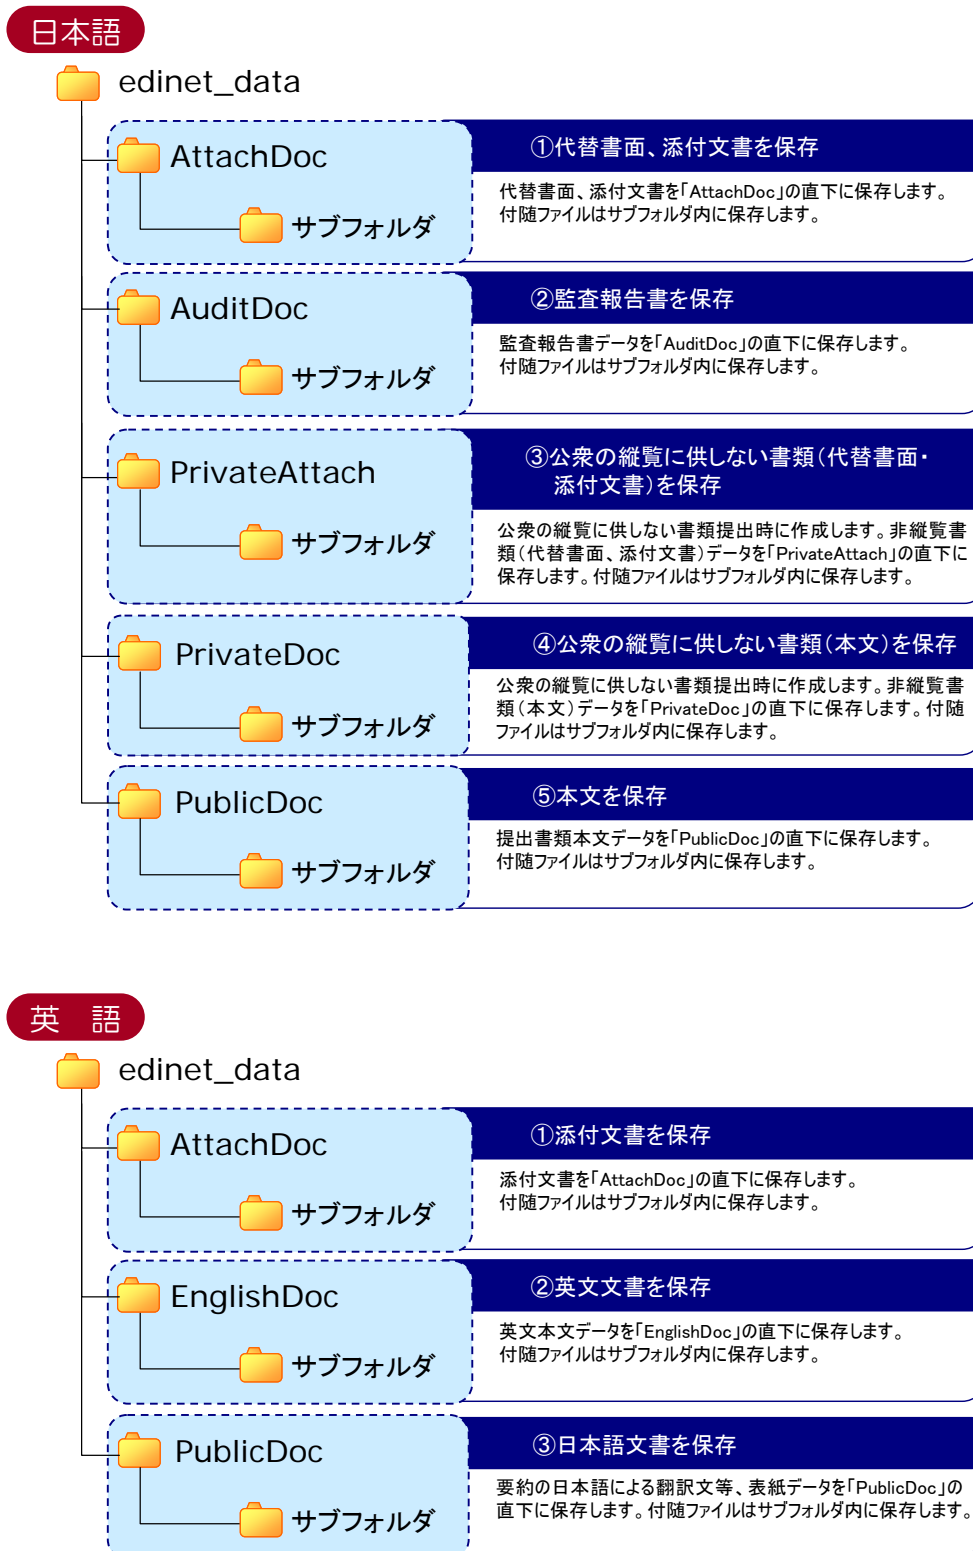 日本語
edinet_data
AttachDoc
サブフォルダ
①代替書面、添付文書を保存
代替書面、添付文書を「AttachDoc」の直下に保存します。
付随ファイルはサブフォルダ内に保存します。
AuditDoc
サブフォルダ
②監査報告書を保存
監査報告書データを「AuditDoc」の直下に保存します。
付随ファイルはサブフォルダ内に保存します。
PrivateAttach
サブフォルダ
③公衆の縦覧に供しない書類(代替書面・
添付文書)を保存
公衆の縦覧に供しない書類提出時に作成します。非縦覧書
類(代替書面、添付文書)データを「PrivateAttach」の直下に
保存します。付随ファイルはサブフォルダ内に保存します。
PrivateDoc
サブフォルダ
④公衆の縦覧に供しない書類(本文)を保存
公衆の縦覧に供しない書類提出時に作成します。非縦覧書
類(本文)データを「PrivateDoc」の直下に保存します。付随
ファイルはサブフォルダ内に保存します。
PublicDoc
サブフォルダ
⑤本文を保存
提出書類本文データを「PublicDoc」の直下に保存します。
付随ファイルはサブフォルダ内に保存します。
英 語
edinet_data
AttachDoc
サブフォルダ
①添付文書を保存
添付文書を「AttachDoc」の直下に保存します。
付随ファイルはサブフォルダ内に保存します。
EnglishDoc
サブフォルダ
②英文文書を保存
英文本文データを「EnglishDoc」の直下に保存します。
付随ファイルはサブフォルダ内に保存します。
PublicDoc
サブフォルダ
③日本語文書を保存
要約の日本語による翻訳文等、表紙データを「PublicDoc」の
直下に保存します。付随ファイルはサブフォルダ内に保存します。